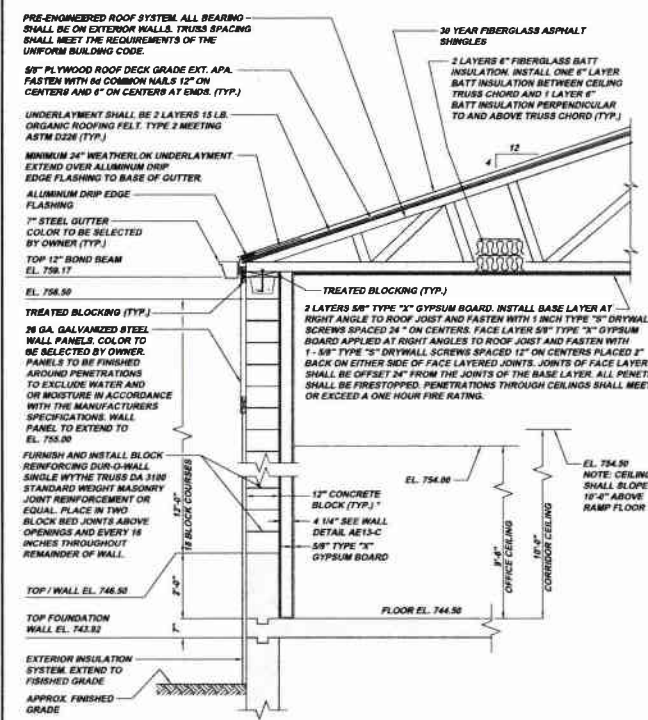 PRE-ENGINEERED ROOF SYSTEM. ALL BEARING
SHALL BE ON EXTERIOR WALLS. TRUSS SPACING
SHALL MEET THE REQUIREMENTS OF THE
UNIFORM BUILDING CODE.
5/8" PLYWOOD ROOF DECK GRADE EXT. APA.
FASTEN WITH 8d COMMON NAILS 12" ON
CENTERS AND 6" ON CENTERS AT ENDS. (TYP.)
UNDERLAYMENT SHALL BE 2 LAYERS 15 LB.
ORGANIC ROOFING FELT. TYPE 2 MEETING
ASTM D226 (TYP.)
MINIMUM 24" WEATHERLOK UNDERLAYMENT.
EXTEND OVER ALUMINUM DRIP
EDGE FLASHING TO BASE OF GUTTER.
ALUMINUM DRIP EDGE
FLASHING
7" STEEL GUTTER
COLOR TO BE SELECTED
BY OWNER (TYP.)
TOP 12" BOND BEAM
EL. 759.17
EL. 758.50
TREATED BLOCKING (TYP.)
26 GA. GALVANIZED STEEL
WALL PANELS. COLOR TO
BE SELECTED BY OWNER.
PANELS TO BE FINISHED
AROUND PENETRATIONS
TO EXCLUDE WATER AND
OR MOISTURE IN ACCORDANCE
WITH THE MANUFACTURERS
SPECIFICATIONS. WALL
PANEL TO EXTEND TO
EL. 755.00
FURNISH AND INSTALL BLOCK
REINFORCING DUR-O-WALL
SINGLE WYTHE TRUSS DA 3100
STANDARD WEIGHT MASONRY
JOINT REINFORCEMENT OR
EQUAL. PLACE IN TWO
BLOCK BED JOINTS ABOVE
OPENINGS AND EVERY 16
INCHES THROUGHOUT
REMAINDER OF WALL.
TOP / WALL EL. 746.50
TOP FOUNDATION
WALL EL. 743.92
EXTERIOR INSULATION
SYSTEM. EXTEND TO
FISISHED GRADE
APPROX. FINISHED
GRADE
12'-0"
18 BLOCK COURSES
2'-0"
7"
30 YEAR FIBERGLASS ASPHALT
SHINGLES
2 LAYERS 6" FIBERGLASS BATT
INSULATION. INSTALL ONE 6" LAYER
BATT INSULATION BETWEEN CEILING
TRUSS CHORD AND 1 LAYER 6"
BATT INSULATION PERPENDICULAR
TO AND ABOVE TRUSS CHORD (TYP.)
12
4
TREATED BLOCKING (TYP.)
2 LAYERS 5/8" TYPE "X" GYPSUM BOARD. INSTALL BASE LAYER AT
RIGHT ANGLE TO ROOF JOIST AND FASTEN WITH 1 INCH TYPE "S" DRYWAL
SCREWS SPACED 24 " ON CENTERS. FACE LAYER 5/8" TYPE "X" GYPSUM
BOARD APPLIED AT RIGHT ANGLES TO ROOF JOIST AND FASTEN WITH
1 - 5/8" TYPE "S" DRYWALL SCREWS SPACED 12" ON CENTERS PLACED 2"
BACK ON EITHER SIDE OF FACE LAYERED JOINTS. JOINTS OF FACE LAYER
SHALL BE OFFSET 24" FROM THE JOINTS OF THE BASE LAYER. ALL PENET
SHALL BE FIRESTOPPED. PENETRATIONS THROUGH CEILINGS SHALL MEET
OR EXCEED A ONE HOUR FIRE RATING.
EL. 754.00
EL. 754.50
NOTE: CEILING
SHALL SLOPE
10'-0" ABOVE
RAMP FLOOR
12" CONCRETE
BLOCK (TYP.) "
4 1/4" SEE WALL
DETAIL AE13-C
5/8" TYPE "X"
GYPSUM BOARD
9'-6"
OFFICE CEILING
10'-0"
CORRIDOR CEILING
FLOOR EL. 744.50